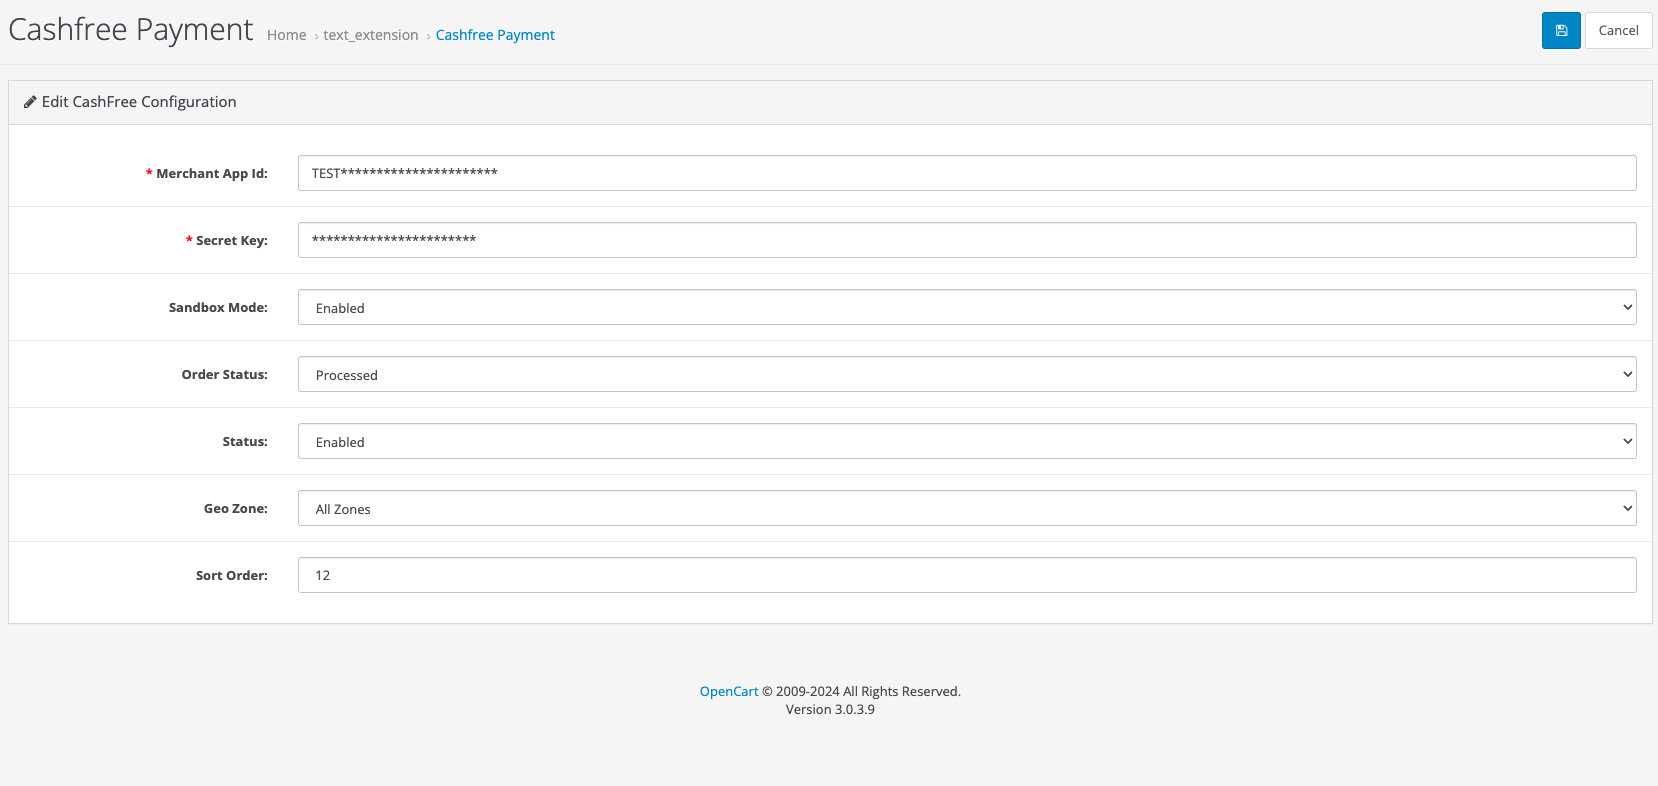 Cashfree Payment Home › text_extension › Cashfree Payment Cancel
Edit CashFree Configuration
* Merchant App Id: TEST**********************
* Secret Key: ***********************
Sandbox Mode: Enabled
Order Status: Processed
Status: Enabled
Geo Zone: All Zones
Sort Order: 12
OpenCart © 2009-2024 All Rights Reserved.
Version 3.0.3.9